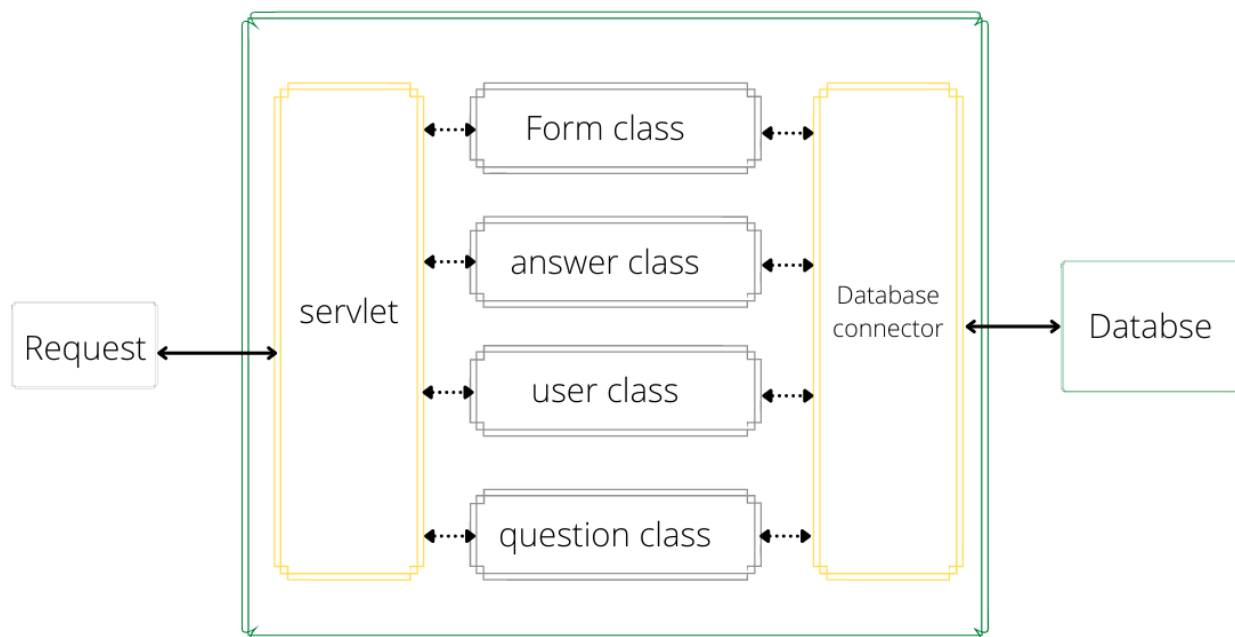 Request
servlet
Form class
answer class
user class
question class
Database
connector
Databse